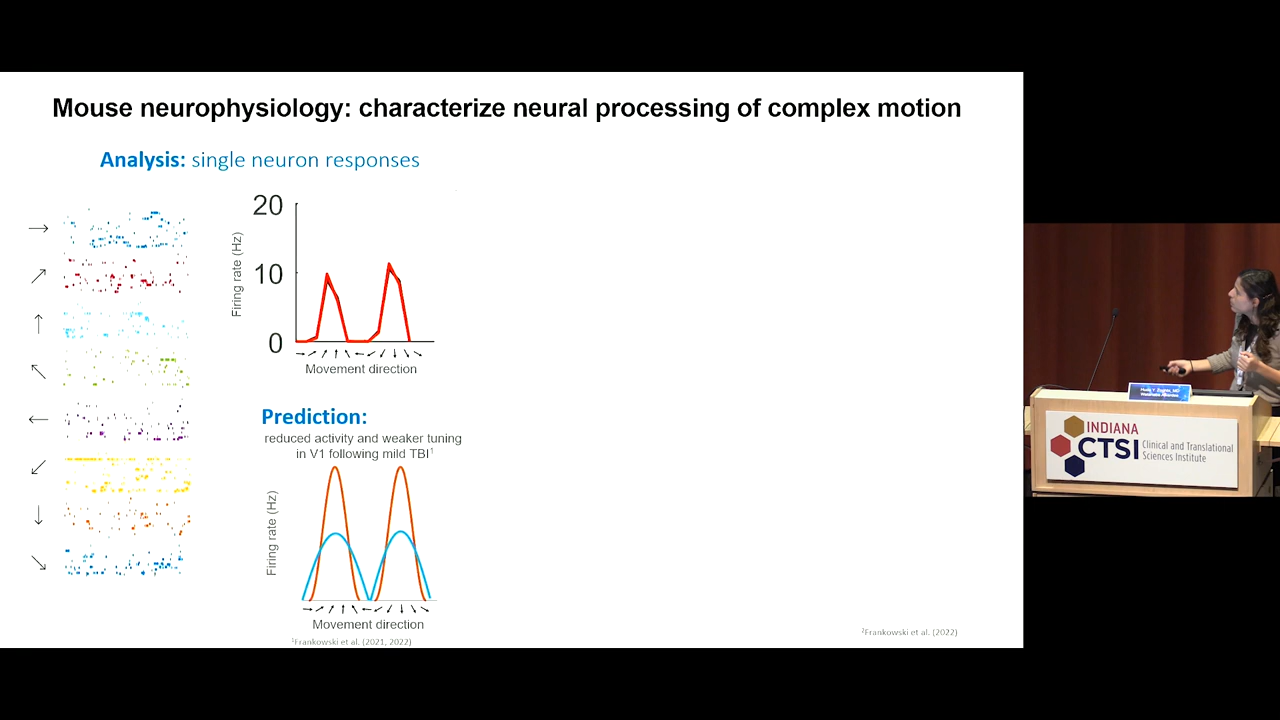 Mouse neurophysiology: characterize neural processing of complex motion
Analysis: single neuron responses
20
10
0
Firing rate (Hz)
Movement direction
Prediction:
reduced activity and weaker tuning
in V1 following mild TBI¹
Firing rate (Hz)
Movement direction
¹Frankowski et al. (2021, 2022)
²Frankowski et al. (2022)
INDIANA
CTSI
Clinical and Translational
Sciences Institute